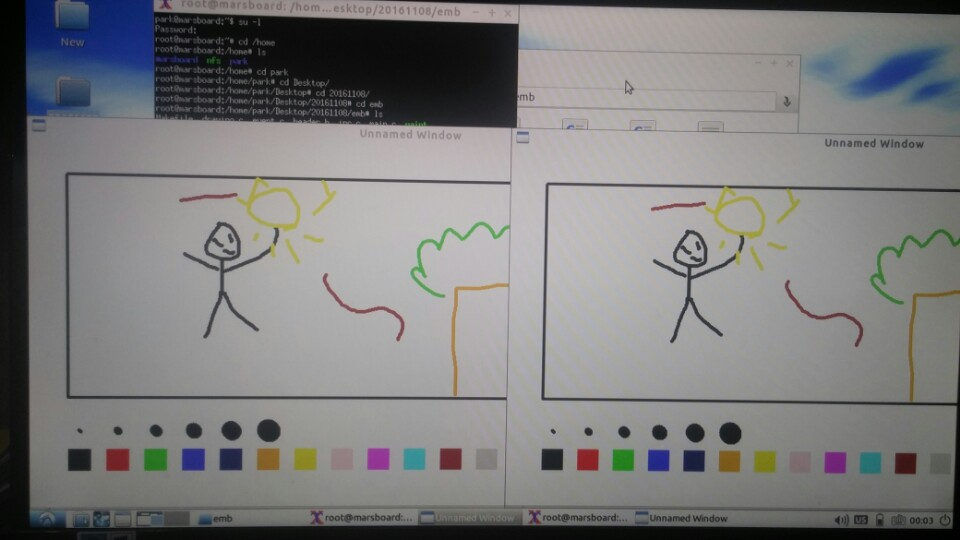 New
root@marsboard: /hom...esktop/20161108/emb
park@marsboard:~$ su -l
Password:
root@marsboard:~# cd /home
root@marsboard:/home# ls
marsboard nfs park
root@marsboard:/home# cd park
root@marsboard:/home/park# cd Desktop/
root@marsboard:/home/park/Desktop# cd 20161108/
root@marsboard:/home/park/Desktop/20161108# cd emb
root@marsboard:/home/park/Desktop/20161108/emb# ls
emb
Unnamed Window
Unnamed Window
emb
root@marsboard:...
Unnamed Window
root@marsboard:...
Unnamed Window
US
00:03